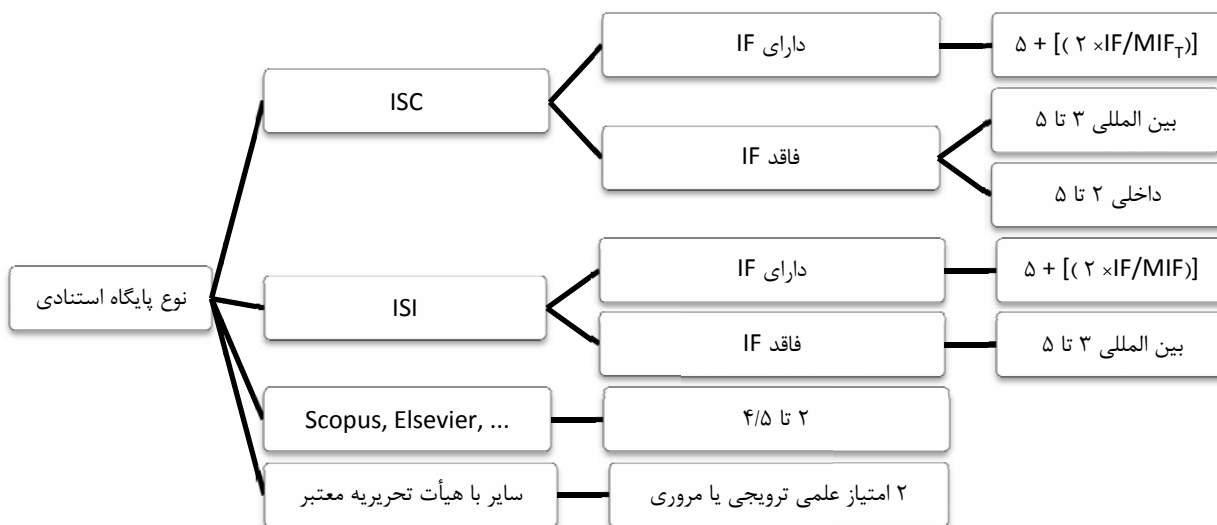 نوع پایگاه استنادی
ISC
دارای IF
۵ + [( ۲ ×IF/MIF_T)]
فاقد IF
بین المللی ۳ تا ۵
داخلی ۲ تا ۵
ISI
دارای IF
۵ + [( ۲ ×IF/MIF)]
فاقد IF
بین المللی ۳ تا ۵
Scopus, Elsevier, ...
۲ تا ۴/۵
سایر با هیأت تحریریه معتبر
۲ امتیاز علمی ترویجی یا مروری